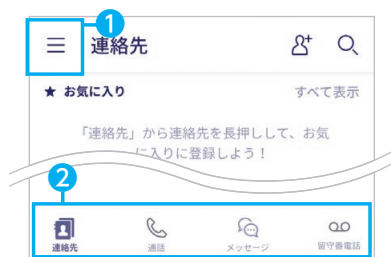 1
連絡先
★ お気に入り
すべて表示
「連絡先」から連絡先を長押しして、お気
に入りに登録しよう！
2
連絡先
通話
メッセージ
留守番電話